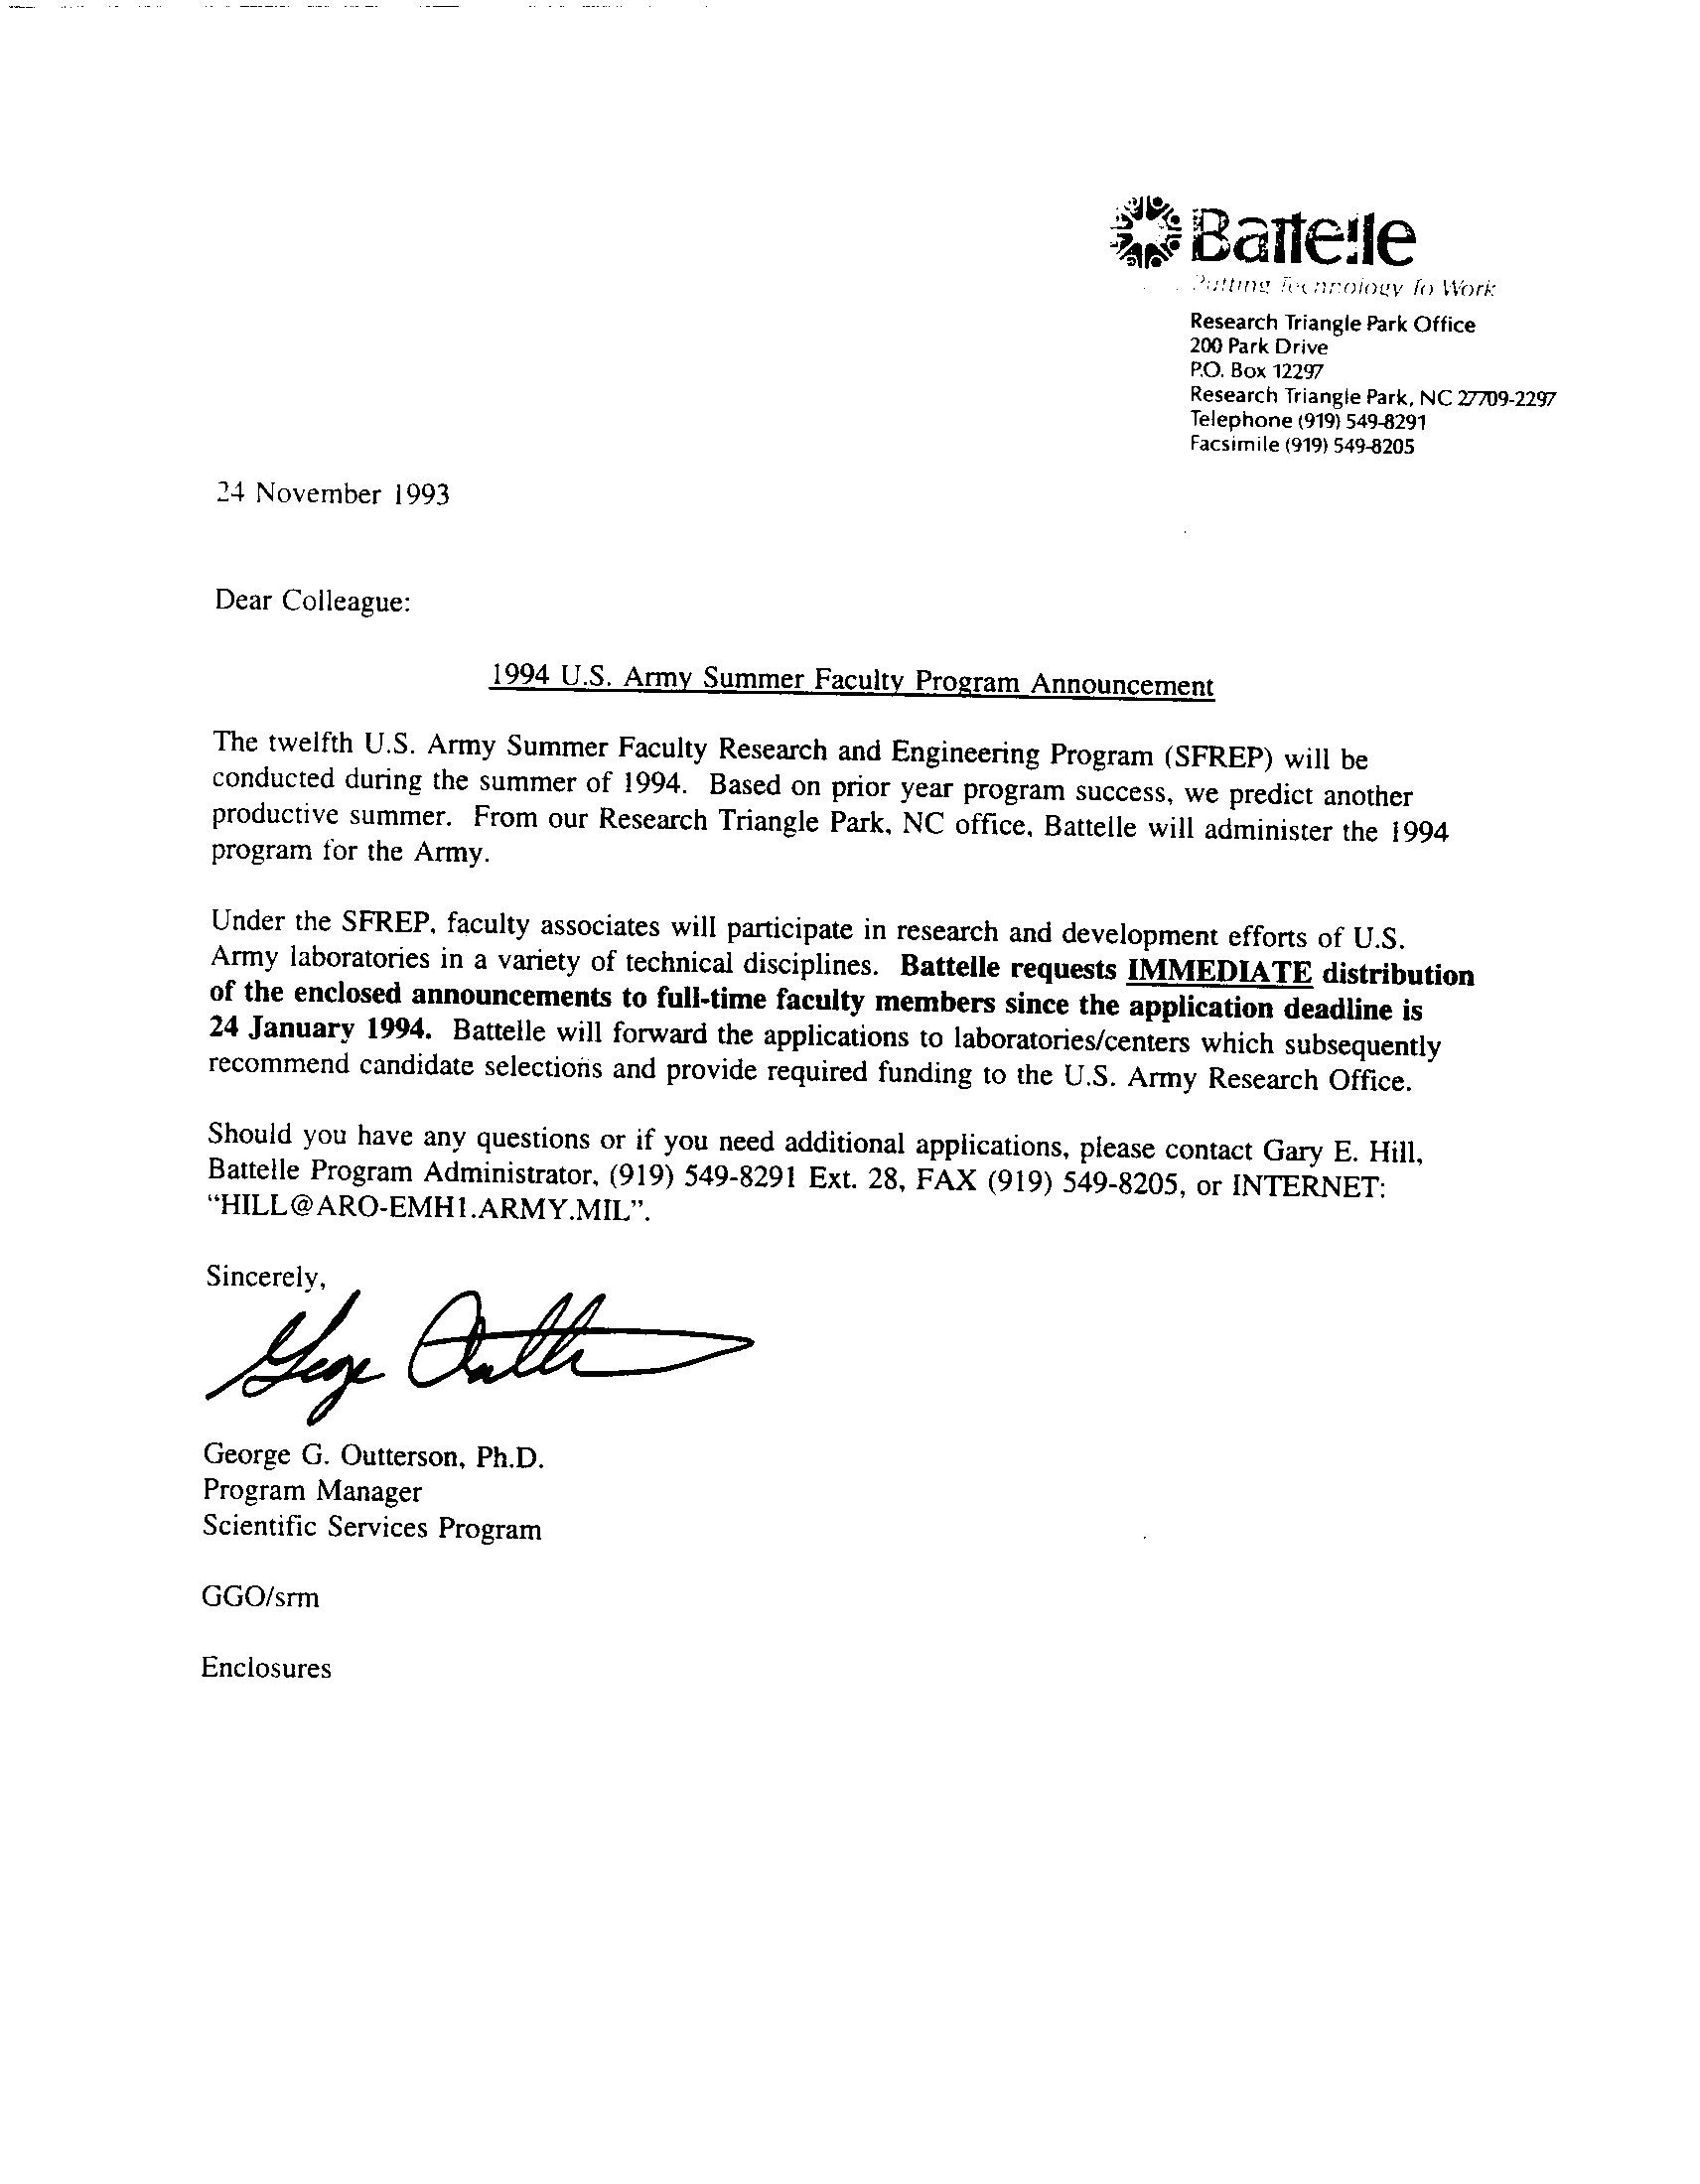 Battelle
Putting Technology To Work
Research Triangle Park Office
200 Park Drive
P.O. Box 12297
Research Triangle Park, NC 27709-2297
Telephone (919) 549-8291
Facsimile (919) 549-8205
24 November 1993
Dear Colleague:
1994 U.S. Army Summer Faculty Program Announcement
The twelfth U.S. Army Summer Faculty Research and Engineering Program (SFREP) will be
conducted during the summer of 1994. Based on prior year program success, we predict another
productive summer. From our Research Triangle Park, NC office, Battelle will administer the 1994
program for the Army.
Under the SFREP, faculty associates will participate in research and development efforts of U.S.
Army laboratories in a variety of technical disciplines. Battelle requests IMMEDIATE distribution
of the enclosed announcements to full-time faculty members since the application deadline is
24 January 1994. Battelle will forward the applications to laboratories/centers which subsequently
recommend candidate selections and provide required funding to the U.S. Army Research Office.
Should you have any questions or if you need additional applications, please contact Gary E. Hill,
Battelle Program Administrator, (919) 549-8291 Ext. 28, FAX (919) 549-8205, or INTERNET:
“HILL@ARO-EMH1.ARMY.MIL”.
Sincerely,
George G. Outterson, Ph.D.
Program Manager
Scientific Services Program
GGO/srm
Enclosures